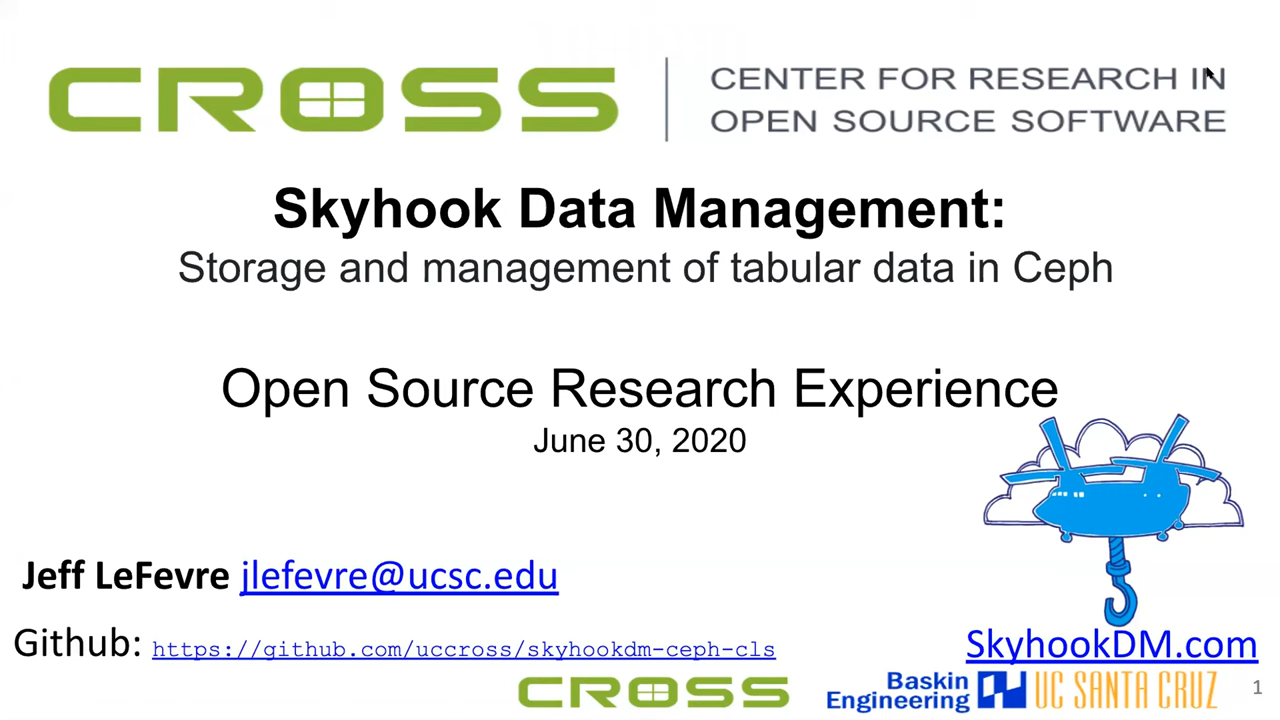 CROSS
CENTER FOR RESEARCH IN
OPEN SOURCE SOFTWARE
Skyhook Data Management:
Storage and management of tabular data in Ceph
Open Source Research Experience
June 30, 2020
Jeff LeFevre jlefevre@ucsc.edu
Github: https://github.com/uccross/skyhookdm-ceph-cls
SkyhookDM.com
CROSS
Baskin
Engineering
UC SANTA CRUZ
1